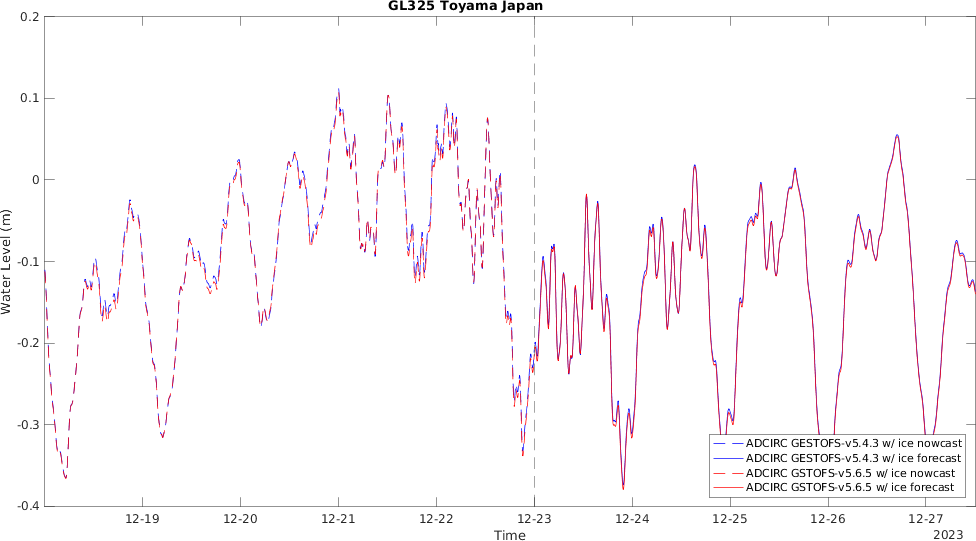 GL325 Toyama Japan
0.2
0.1
0
-0.1
-0.2
-0.3
-0.4
Water Level (m)
ADCIRC GESTOFS-v5.4.3 w/ ice nowcast
ADCIRC GESTOFS-v5.4.3 w/ ice forecast
ADCIRC GSTOFS-v5.6.5 w/ ice nowcast
ADCIRC GSTOFS-v5.6.5 w/ ice forecast
12-19 12-20 12-21 12-22 12-23 12-24 12-25 12-26 12-27
Time
2023